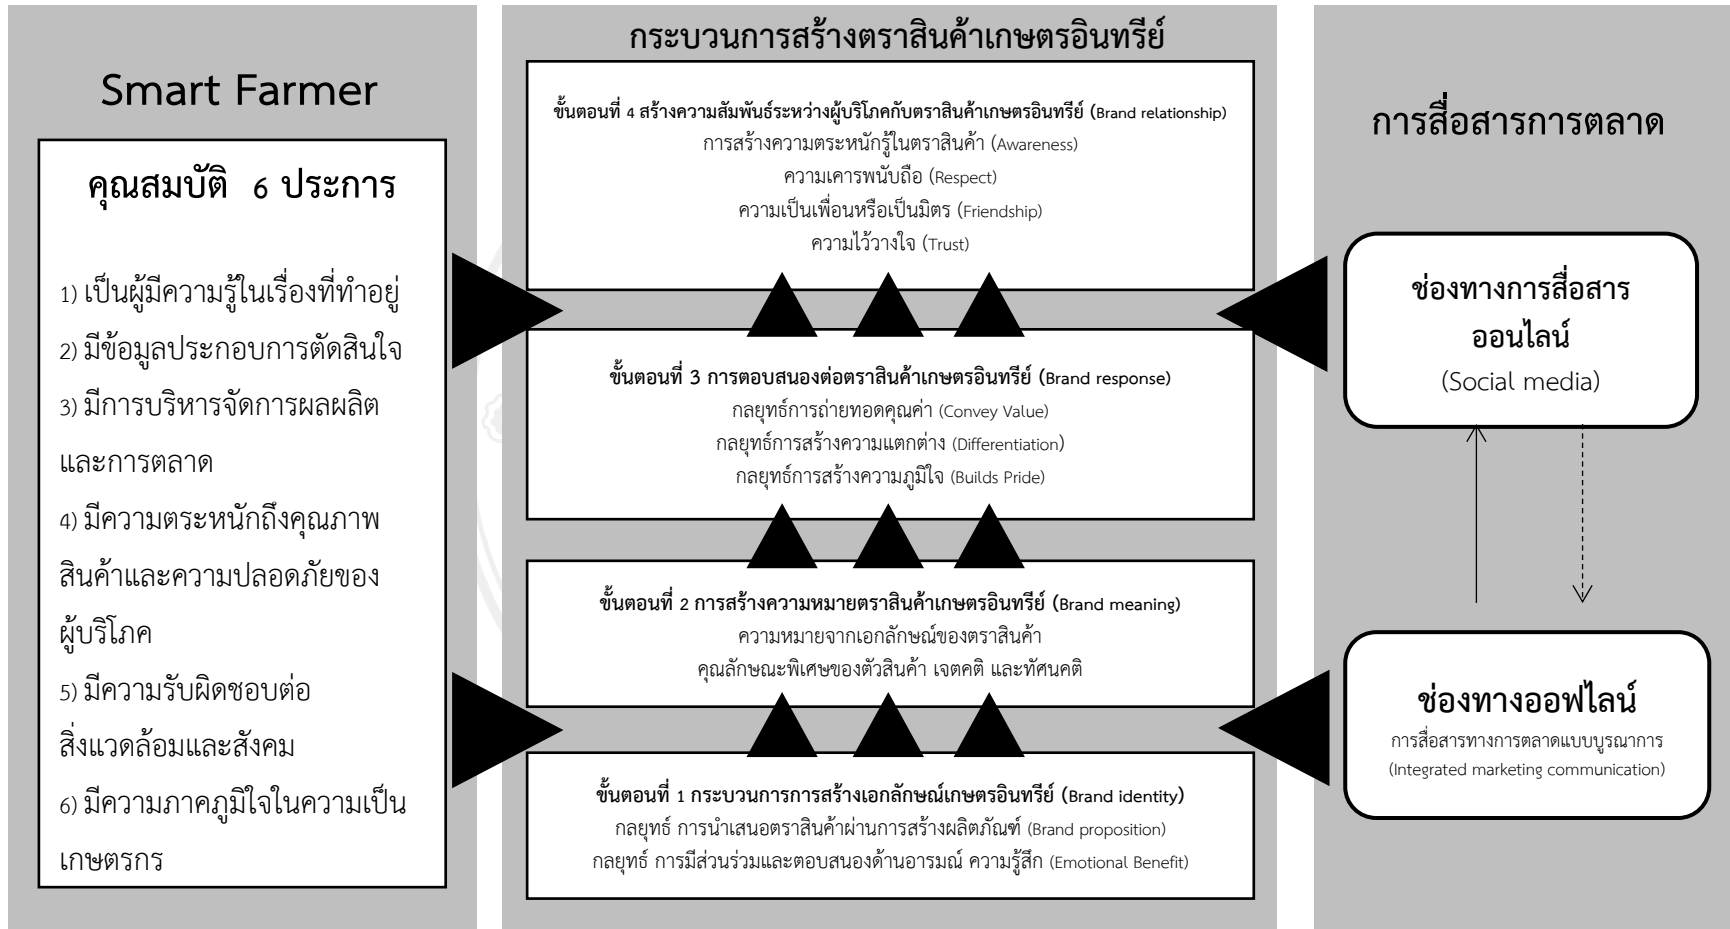 Smart Farmer
คุณสมบัติ 6 ประการ
1) เป็นผู้มีความรู้ในเรื่องที่ทำอยู่
2) มีข้อมูลประกอบการตัดสินใจ
3) มีการบริหารจัดการผลผลิต
และการตลาด
4) มีความตระหนักถึงคุณภาพ
สินค้าและความปลอดภัยของ
ผู้บริโภค
5) มีความรับผิดชอบต่อ
สิ่งแวดล้อมและสังคม
6) มีความภาคภูมิใจในความเป็น
เกษตรกร
กระบวนการสร้างตราสินค้าเกษตรอินทรีย์
ขั้นตอนที่ 4 สร้างความสัมพันธ์ระหว่างผู้บริโภคกับตราสินค้าเกษตรอินทรีย์ (Brand relationship)
การสร้างความตระหนักรู้ในตราสินค้า (Awareness)
ความเคารพนับถือ (Respect)
ความเป็นเพื่อนหรือเป็นมิตร (Friendship)
ความไว้วางใจ (Trust)
ขั้นตอนที่ 3 การตอบสนองต่อตราสินค้าเกษตรอินทรีย์ (Brand response)
กลยุทธ์การถ่ายทอดคุณค่า (Convey Value)
กลยุทธ์การสร้างความแตกต่าง (Differentiation)
กลยุทธ์การสร้างความภูมิใจ (Builds Pride)
ขั้นตอนที่ 2 การสร้างความหมายตราสินค้าเกษตรอินทรีย์ (Brand meaning)
ความหมายจากเอกลักษณ์ของตราสินค้า
คุณลักษณะพิเศษของตัวสินค้า เจตคติ และทัศนคติ
ขั้นตอนที่ 1 กระบวนการการสร้างเอกลักษณ์เกษตรอินทรีย์ (Brand identity)
กลยุทธ์ การนำเสนอตราสินค้าผ่านการสร้างผลิตภัณฑ์ (Brand proposition)
กลยุทธ์ การมีส่วนร่วมและตอบสนองด้านอารมณ์ ความรู้สึก (Emotional Benefit)
การสื่อสารการตลาด
ช่องทางการสื่อสาร
ออนไลน์
(Social media)
ช่องทางออฟไลน์
การสื่อสารทางการตลาดแบบบูรณาการ
(Integrated marketing communication)